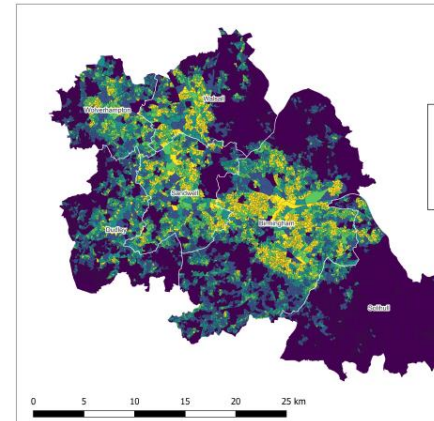 Wolverhampton
Walsall
Sandwell
Birmingham
Dudley
Solihull
0 5 10 15 20 25 km